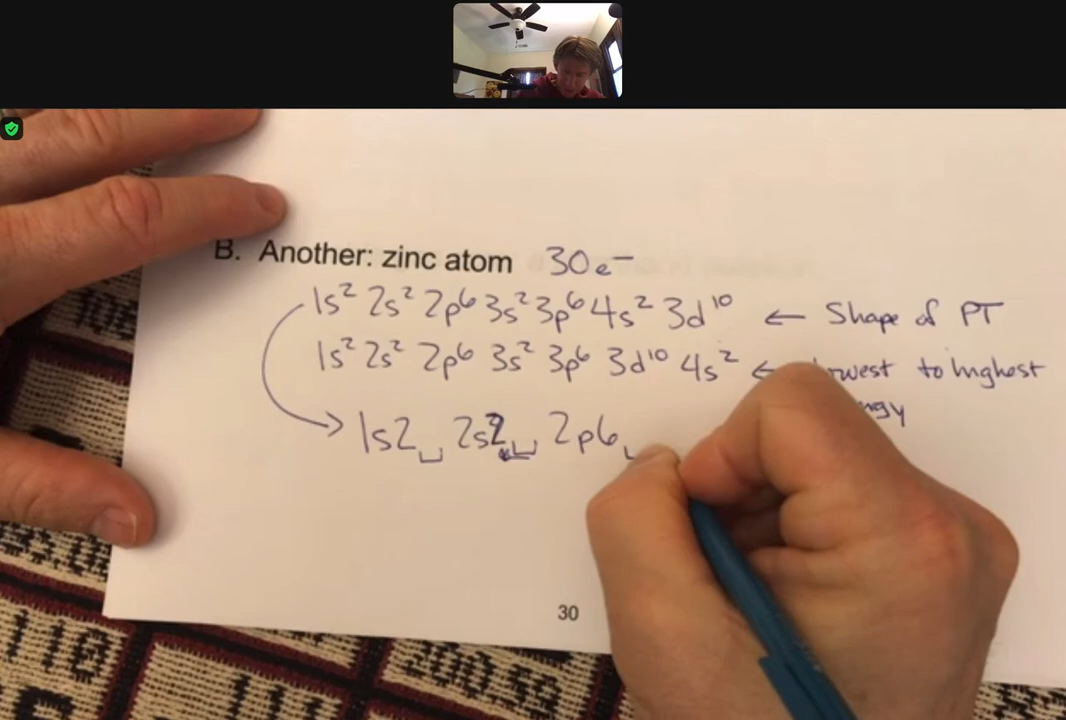 B. Another: zinc atom 30e⁻
1s² 2s² 2p⁶ 3s² 3p⁶ 4s² 3d¹⁰ ← Shape of PT
1s² 2s² 2p⁶ 3s² 3p⁶ 3d¹⁰ 4s² ← to highest
1s2␣ 2s2␣ 2p6␣
30
118